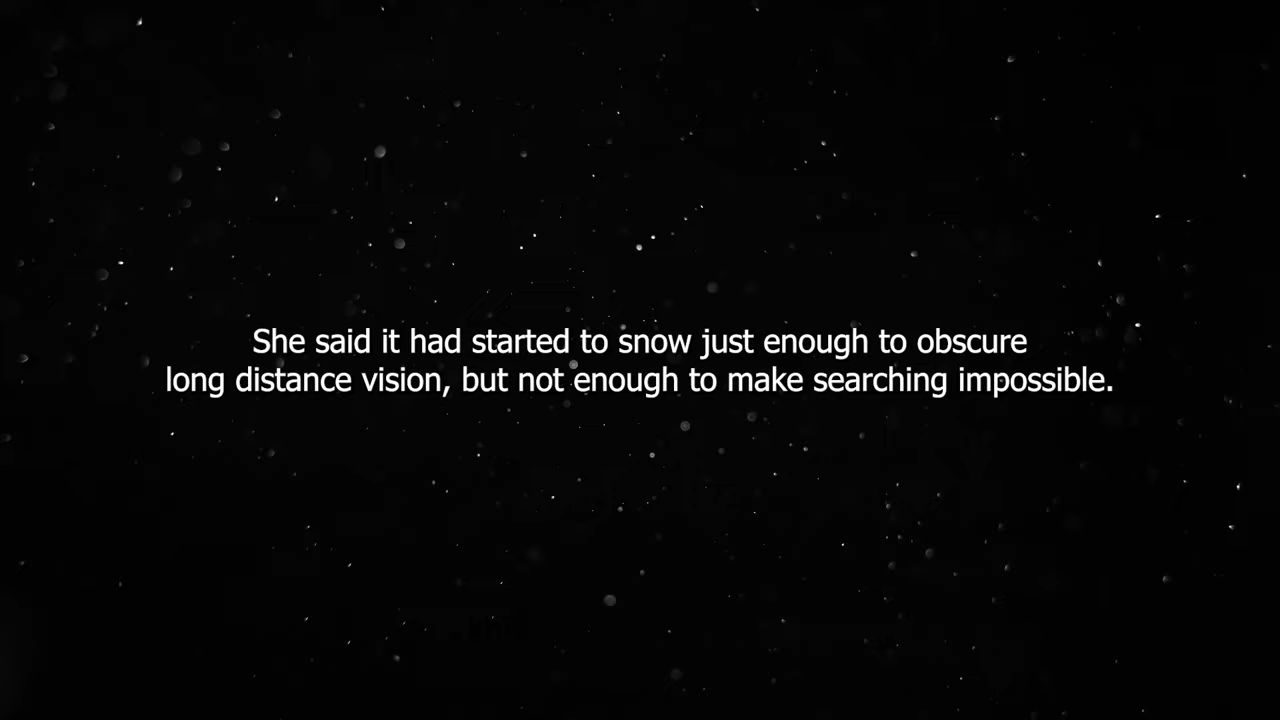 She said it had started to snow just enough to obscure
long distance vision, but not enough to make searching impossible.